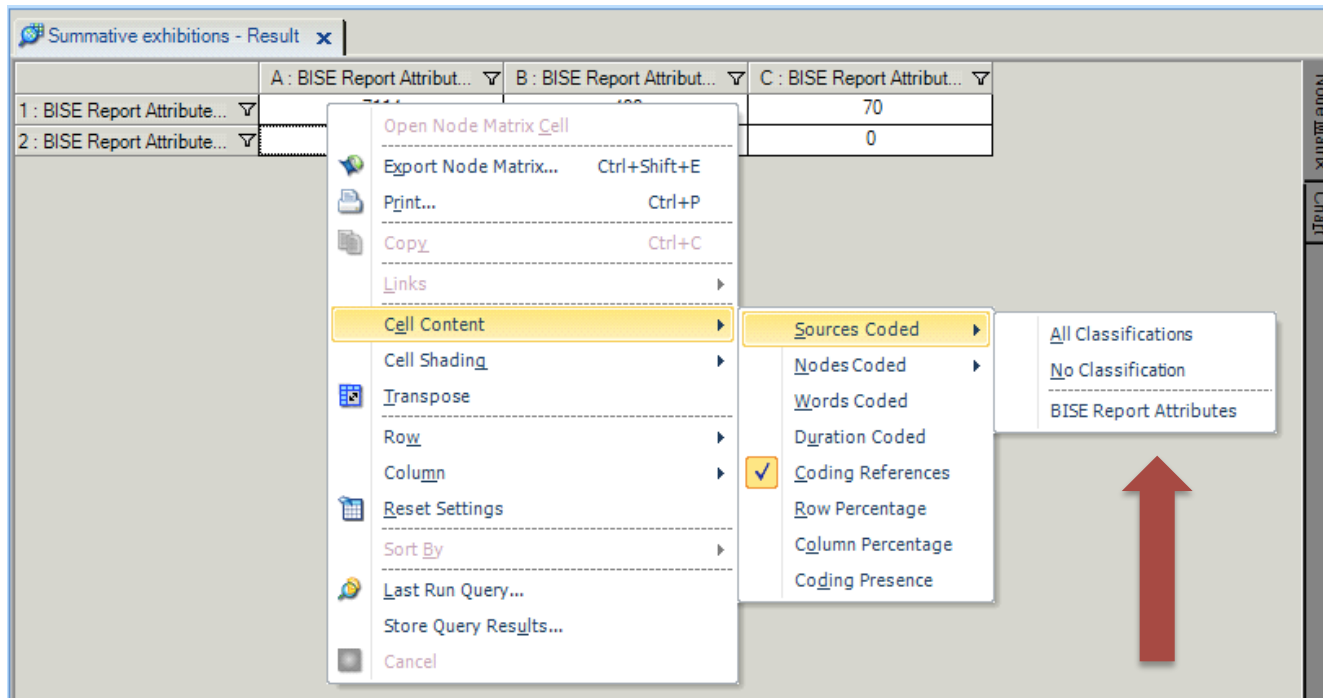 Summative exhibitions - Result x
A : BISE Report Attribut... B : BISE Report Attribut... C : BISE Report Attribut...
1 : BISE Report Attribute... 70
2 : BISE Report Attribute... 0
Open Node Matrix Cell
Export Node Matrix... Ctrl+Shift+E
Print... Ctrl+P
Copy Ctrl+C
Links
Cell Content
Cell Shading
Transpose
Row
Column
Reset Settings
Sort By
Last Run Query...
Store Query Results...
Cancel
Sources Coded
Nodes Coded
Words Coded
Duration Coded
Coding References
Row Percentage
Column Percentage
Coding Presence
All Classifications
No Classification
BISE Report Attributes
Node Matrix
Chart